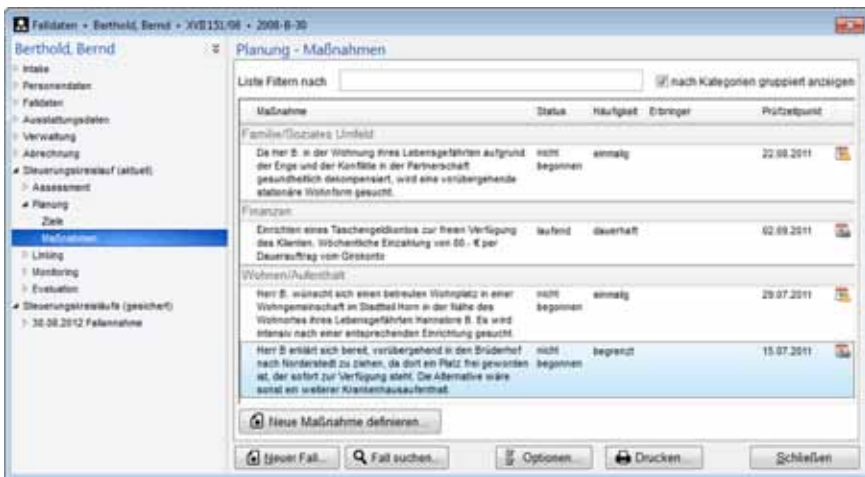 Falldaten • Berthold, Bernd • XVII 15L/08 • 2008-8-30
Berthold, Bernd
Intake
Personendaten
Falldaten
Ausstattungsdaten
Verwaltung
Abrechnung
Steuerungskreislauf (aktuell)
Assessment
Planung
Ziele
Maßnahmen
Linking
Monitoring
Evaluation
Steuerungskreisläufe (gesichert)
30.08.2012 Fallannahme
Planung - Maßnahmen
Liste Filtern nach
nach Kategorien gruppiert anzeigen
Maßnahme Status Häufigkeit Erbringer Prüfzeitpunkt
Familie/Soziales Umfeld
Da Herr B. in der Wohnung ihres Lebensgefährten aufgrund nicht einmalig 22.08.2011
der Enge und der Konflikte in der Partnerschaft begonnen
gesundheitlich dekompensiert, wird eine vorübergehende
stationäre Wohnform gesucht.
Finanzen
Einrichten eines Taschengeldkontos zur freien Verfügung laufend dauerhaft 02.09.2011
des Klienten. Wöchentliche Einzahlung von 60.- € per
Dauerauftrag vom Girokonto
Wohnen/Aufenthalt
Herr B. wünscht sich einen betreuten Wohnplatz in einer nicht einmalig 29.07.2011
Wohngemeinschaft im Stadtteil Horn in der Nähe des begonnen
Wohnortes ihres Lebensgefährten Hannelore B. Es wird
intensiv nach einer entsprechenden Einrichtung gesucht.
Herr B erklärt sich bereit, vorübergehend in den Brüderhof nicht begrenzt 15.07.2011
nach Norderstedt zu ziehen, da dort ein Platz frei geworden begonnen
ist, der sofort zur Verfügung steht. Die Alternative wäre
sonst ein weiterer Krankenhausaufenthalt.
Neue Maßnahme definieren...
Neuer Fall... Fall suchen... Optionen... Drucken... Schließen